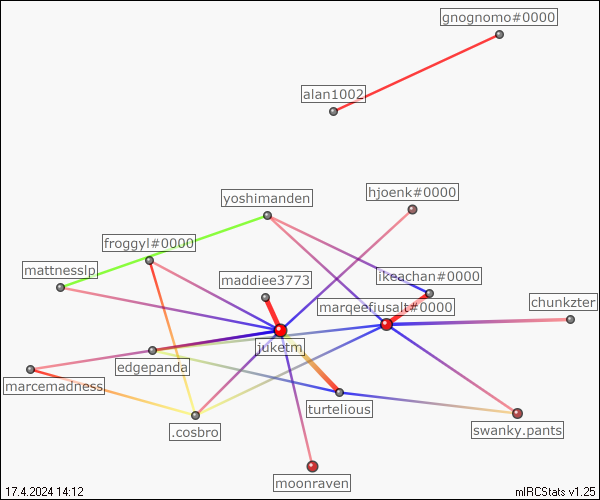 gnognomo#0000
alan1002
yoshimanden
hjoenk#0000
froggyl#0000
mattnesslp
maddiee3773
ikeachan#0000
marqeefiusalt#0000
chunkzter
juketm
edgepanda
marcemadness
turtelious
.cosbro
swanky.pants
moonraven
17.4.2024 14:12
mIRCStats v1.25